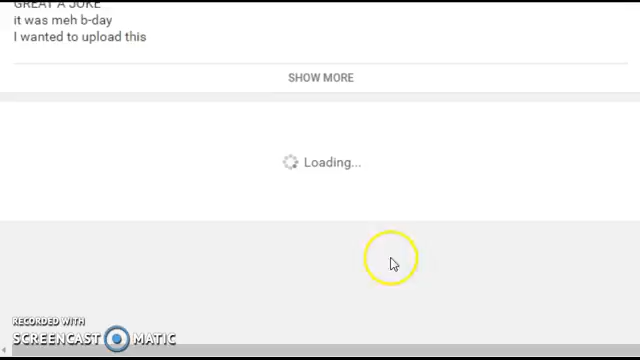 GREAT A JOKE
it was meh b-day
I wanted to upload this
SHOW MORE
Loading...
RECORDED WITH
SCREENCAST MATIC